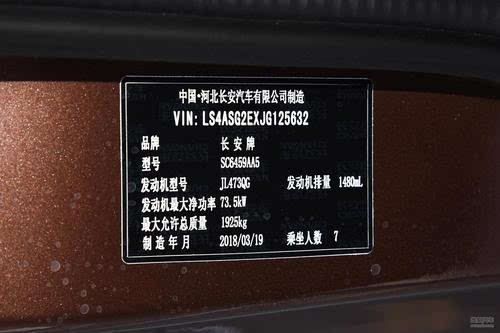 中国·河北长安汽车有限公司制造
VIN: LS4ASG2EXJG125632
品牌 长安牌
型号 SC6459AA5
发动机型号 JL473QG 发动机排量 1480mL
发动机最大净功率 73.5kW
最大允许总质量 1925kg
制造年月 2018/03/19 乘坐人数 7